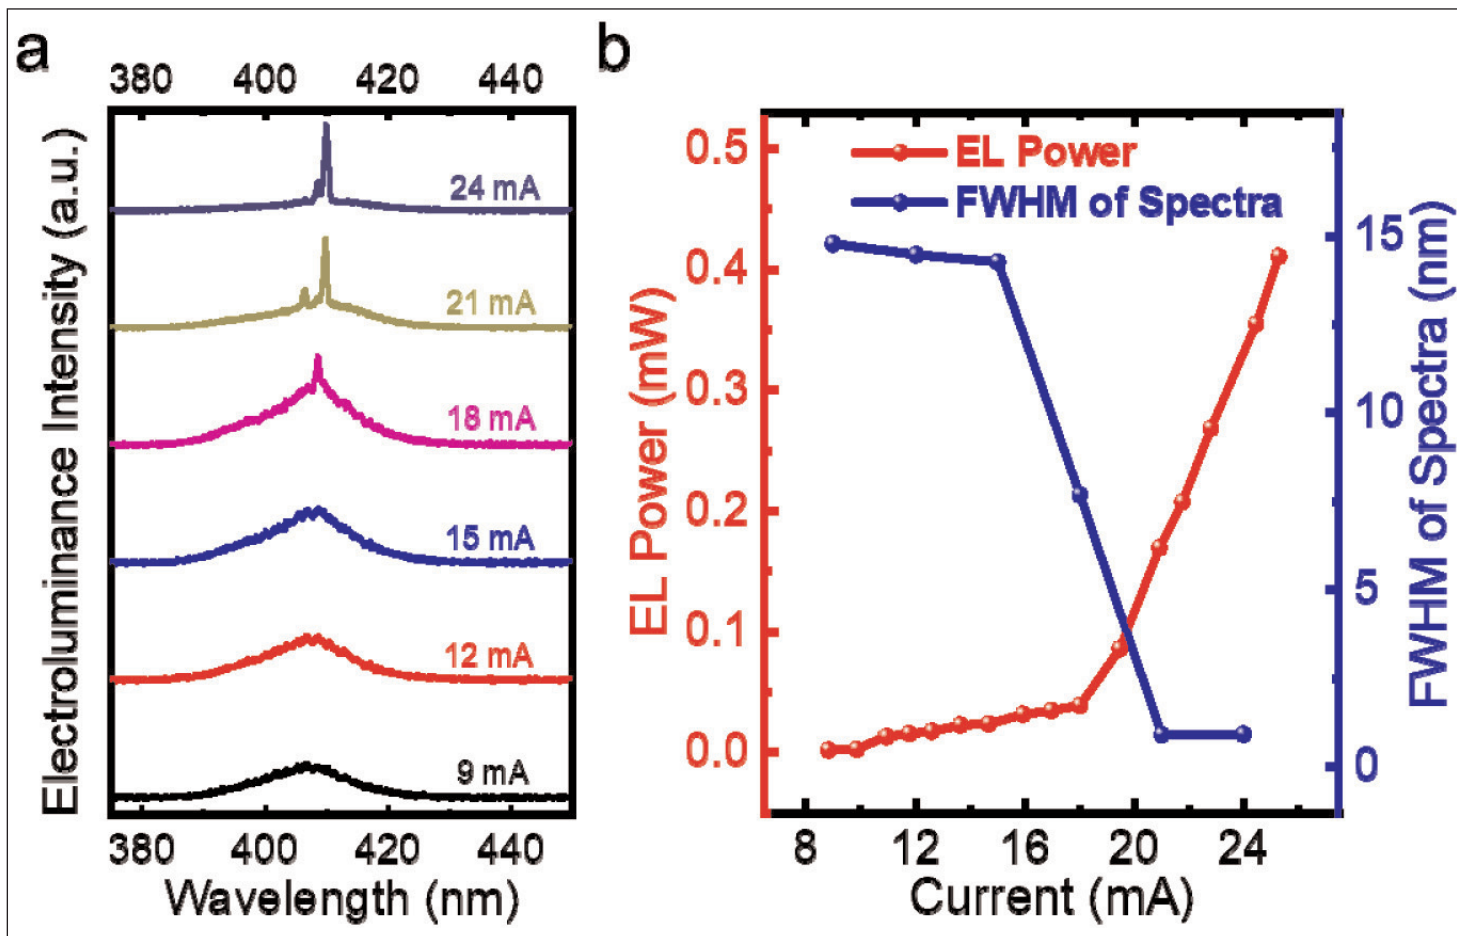 a
380 400 420 440
Electroluminance Intensity (a.u.)
24 mA
21 mA
18 mA
15 mA
12 mA
9 mA
380 400 420 440
Wavelength (nm)
b
EL Power
FWHM of Spectra
EL Power (mW)
0.5
0.4
0.3
0.2
0.1
0.0
15
10
5
0
FWHM of Spectra (nm)
8 12 16 20 24
Current (mA)